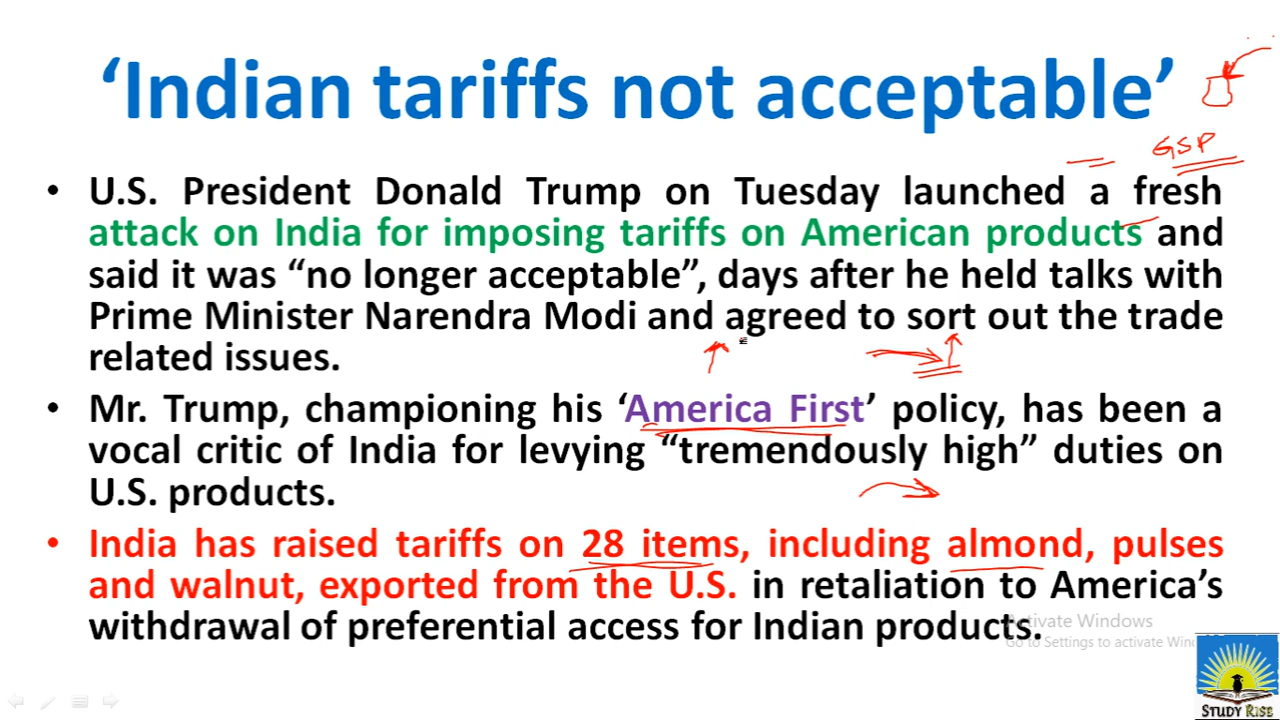 ‘Indian tariffs not acceptable’
GSP
• U.S. President Donald Trump on Tuesday launched a fresh
attack on India for imposing tariffs on American products and
said it was “no longer acceptable”, days after he held talks with
Prime Minister Narendra Modi and agreed to sort out the trade
related issues.
• Mr. Trump, championing his ‘America First’ policy, has been a
vocal critic of India for levying “tremendously high” duties on
U.S. products.
• India has raised tariffs on 28 items, including almond, pulses
and walnut, exported from the U.S. in retaliation to America’s
withdrawal of preferential access for Indian products.
Activate Windows
Go to Settings to activate
STUDY RISE